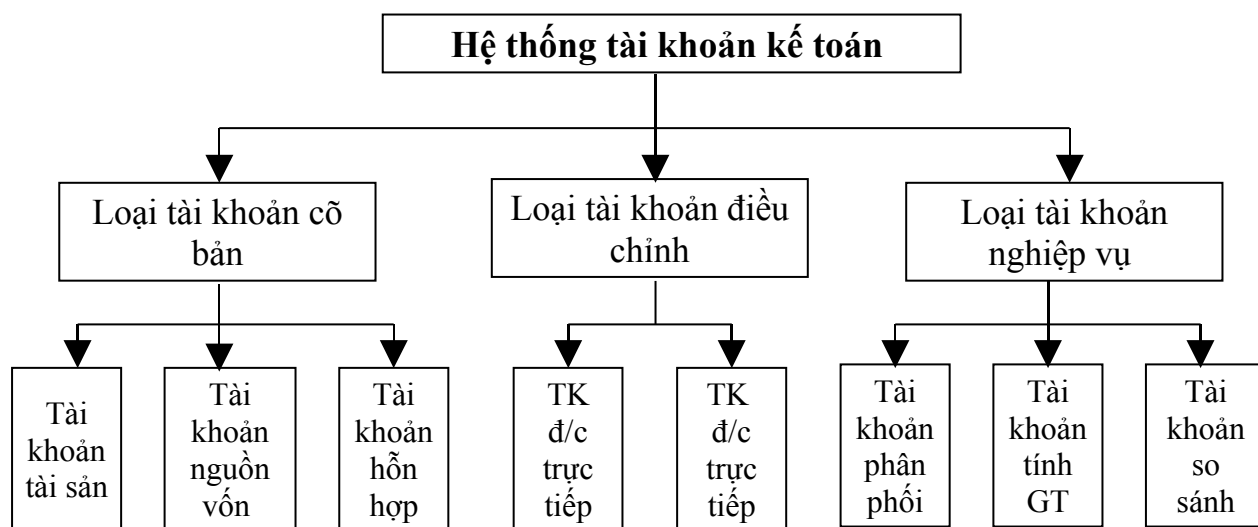 Hệ thống tài khoản kế toán
Loại tài khoản cõ
bản
Loại tài khoản điều
chỉnh
Loại tài khoản
nghiệp vụ
Tài
khoản
tài sản
Tài
khoản
nguồn
vốn
Tài
khoản
hỗn
hợp
TK
đ/c
trực
tiếp
TK
đ/c
trực
tiếp
Tài
khoản
phân
phối
Tài
khoản
tính
GT
Tài
khoản
so
sánh